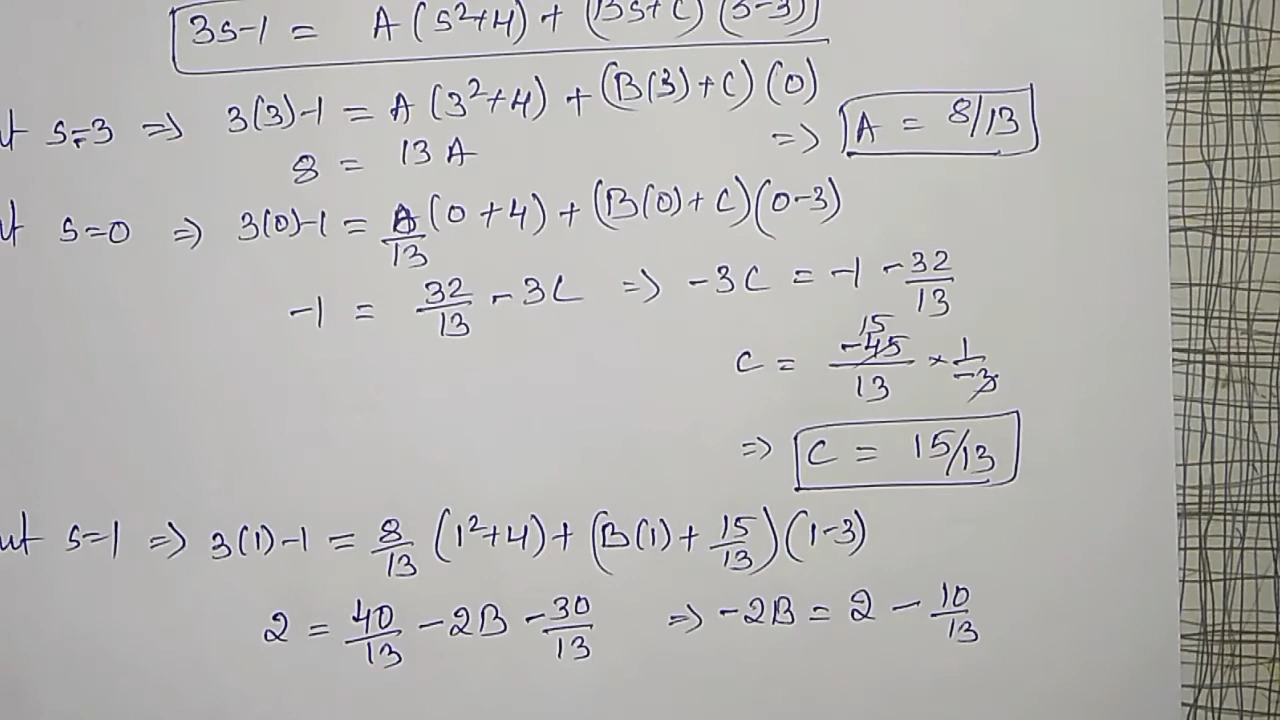 3s-1 = A(s²+4) + (Bs+C)(s-3)
s=3 => 3(3)-1 = A(3²+4) + (B(3)+C)(0)
8 = 13A => A = 8/13
s=0 => 3(0)-1 = 8/13 (0+4) + (B(0)+C)(0-3)
-1 = 32/13 - 3C => -3C = -1 - 32/13
C = -45/13 × 1/-3 15
=> C = 15/13
s=1 => 3(1)-1 = 8/13 (1²+4) + (B(1) + 15/13)(1-3)
2 = 40/13 - 2B - 30/13 => -2B = 2 - 10/13